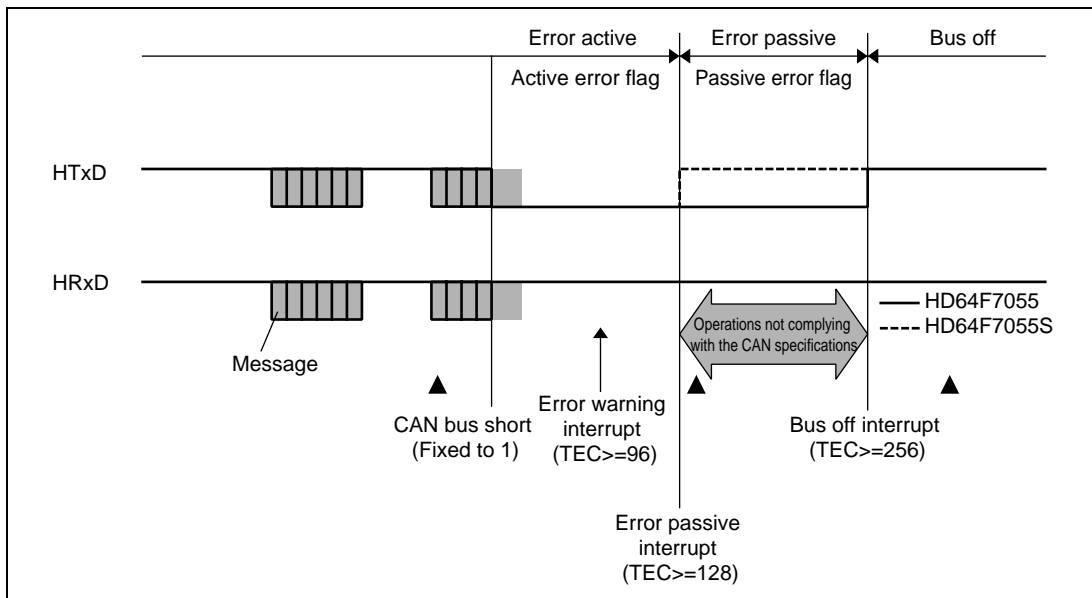 Error active
Error passive
Bus off
Active error flag
Passive error flag
HTxD
HRxD
HD64F7055
HD64F7055S
Operations not complying
with the CAN specifications
Message
CAN bus short
(Fixed to 1)
Error warning
interrupt
(TEC>=96)
Bus off interrupt
(TEC>=256)
Error passive
interrupt
(TEC>=128)